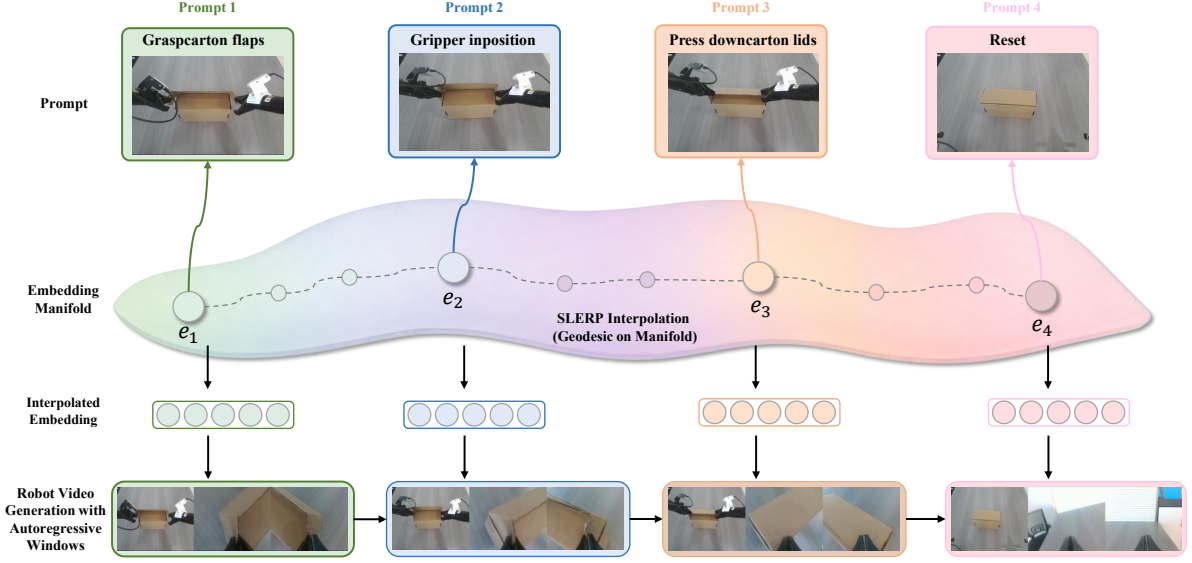 Prompt 1
Prompt 2
Prompt 3
Prompt 4
Graspcarton flaps
Gripper inposition
Press downcarton lids
Reset
Prompt
Embedding
Manifold
e1
e2
e3
e4
SLERP Interpolation
(Geodesic on Manifold)
Interpolated
Embedding
Robot Video
Generation with
Autoregressive
Windows